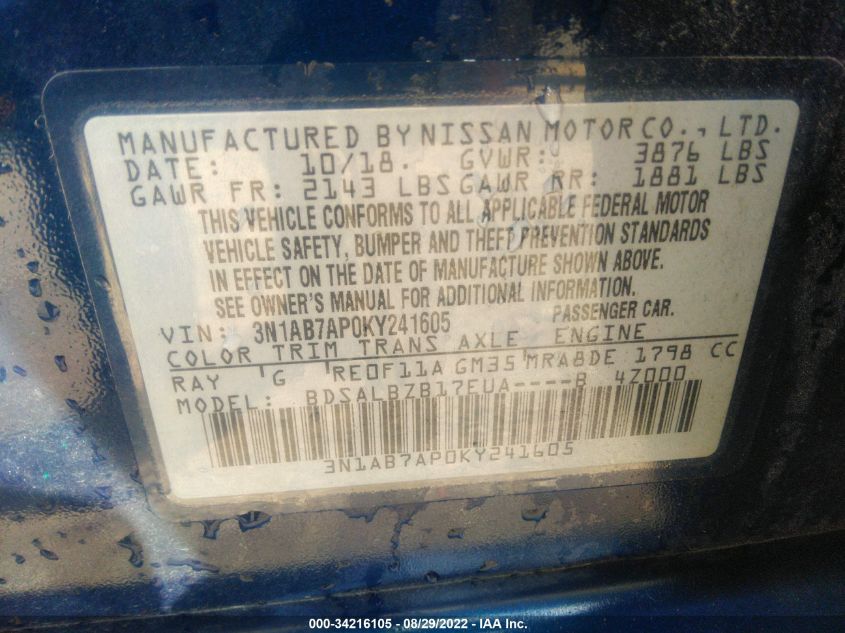 MANUFACTURED BY NISSAN MOTOR CO., LTD.
DATE: 10/18. GVWR: 3876 LBS
GAWR FR: 2143 LBS GAWR RR: 1881 LBS
THIS VEHICLE CONFORMS TO ALL APPLICABLE FEDERAL MOTOR
VEHICLE SAFETY, BUMPER AND THEFT PREVENTION STANDARDS
IN EFFECT ON THE DATE OF MANUFACTURE SHOWN ABOVE.
SEE OWNER'S MANUAL FOR ADDITIONAL INFORMATION.
VIN: 3N1AB7AP0KY241605 PASSENGER CAR.
COLOR TRIM TRANS AXLE ENGINE
RAY G RE0F11A GM35 MRA8DE 1798 CC
MODEL: BDSALBZB17EUA----B 4Z000
3N1AB7AP0KY241605
000-34216105 - 08/29/2022 - IAA Inc.